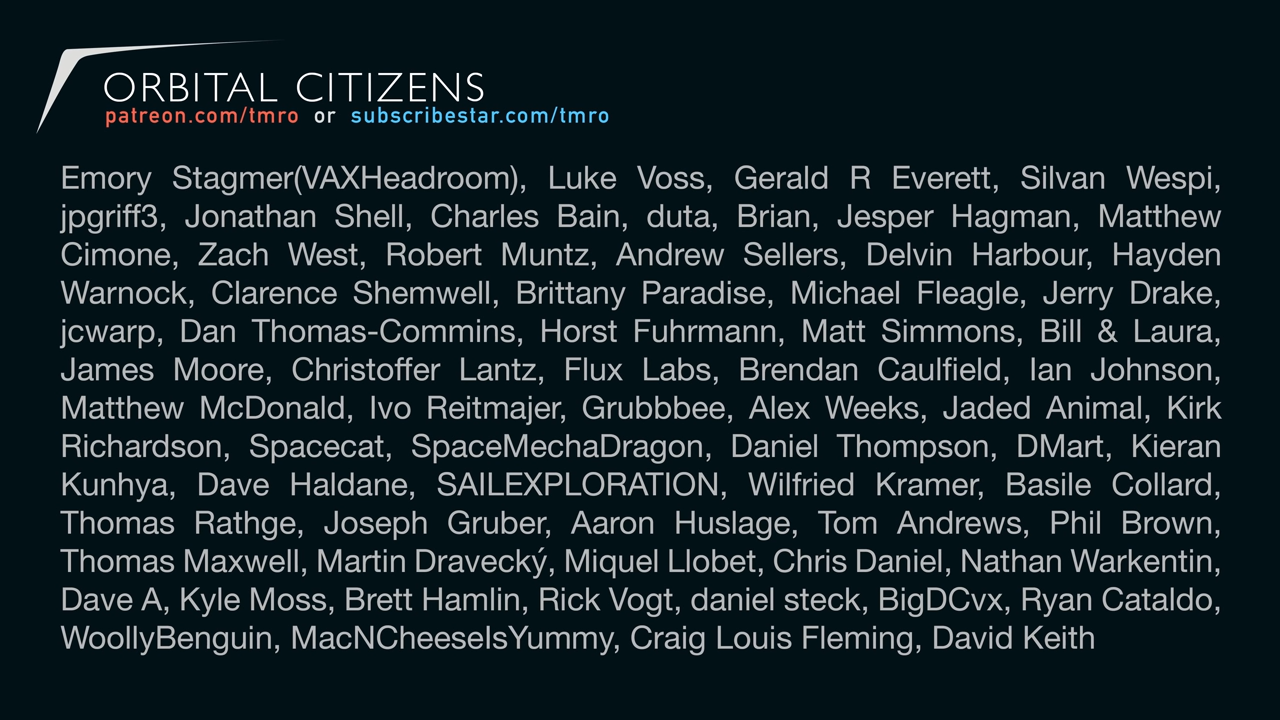 ORBITAL CITIZENS
patreon.com/tmro or subscribestar.com/tmro
Emory Stagmer(VAXHeadroom), Luke Voss, Gerald R Everett, Silvan Wespi,
jpgriff3, Jonathan Shell, Charles Bain, duta, Brian, Jesper Hagman, Matthew
Cimone, Zach West, Robert Muntz, Andrew Sellers, Delvin Harbour, Hayden
Warnock, Clarence Shemwell, Brittany Paradise, Michael Fleagle, Jerry Drake,
jcwarp, Dan Thomas-Commins, Horst Fuhrmann, Matt Simmons, Bill & Laura,
James Moore, Christoffer Lantz, Flux Labs, Brendan Caulfield, Ian Johnson,
Matthew McDonald, Ivo Reitmajer, Grubbbee, Alex Weeks, Jaded Animal, Kirk
Richardson, Spacecat, SpaceMechaDragon, Daniel Thompson, DMart, Kieran
Kunhya, Dave Haldane, SAILEXPLORATION, Wilfried Kramer, Basile Collard,
Thomas Rathge, Joseph Gruber, Aaron Huslage, Tom Andrews, Phil Brown,
Thomas Maxwell, Martin Dravecký, Miquel Llobet, Chris Daniel, Nathan Warkentin,
Dave A, Kyle Moss, Brett Hamlin, Rick Vogt, daniel steck, BigDCvx, Ryan Cataldo,
WoollyBenguin, MacNCheeseIsYummy, Craig Louis Fleming, David Keith